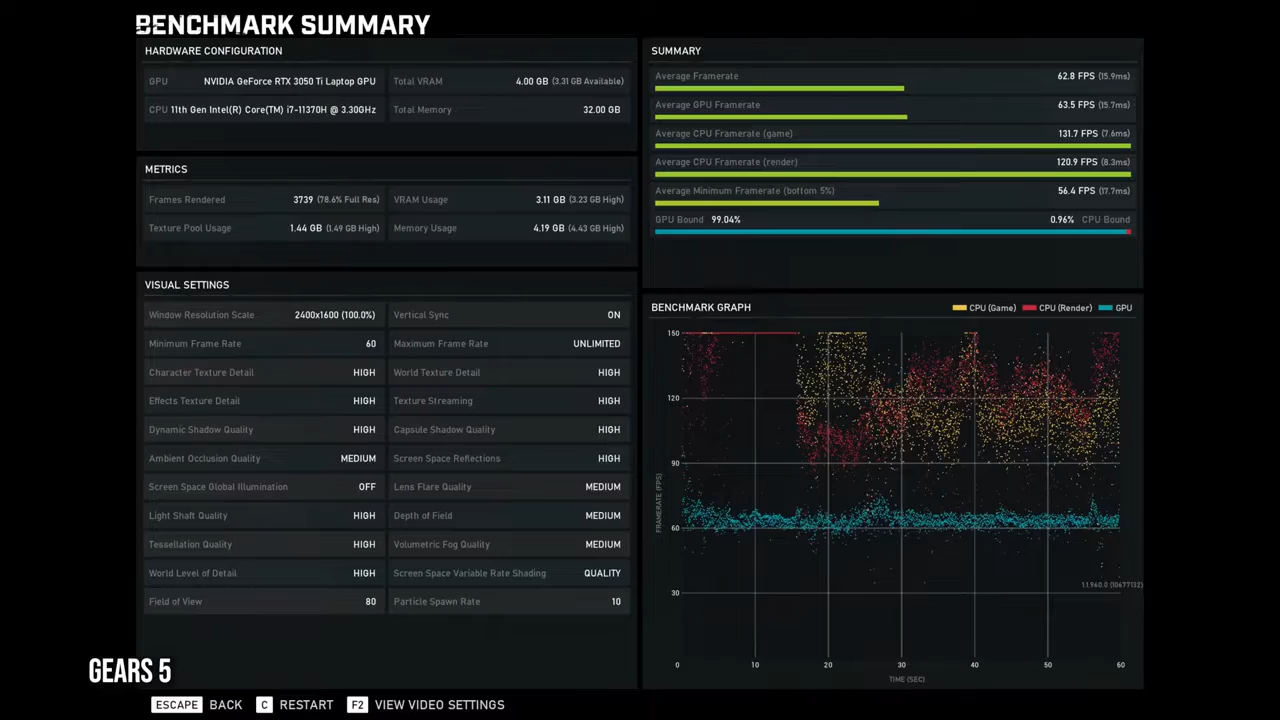 BENCHMARK SUMMARY
HARDWARE CONFIGURATION
GPU NVIDIA GeForce RTX 3050 Ti Laptop GPU Total VRAM 4.00 GB (3.31 GB Available)
CPU 11th Gen Intel(R) Core(TM) i7-11370H @ 3.30GHz Total Memory 32.00 GB
METRICS
Frames Rendered 3739 (78.6% Full Res) VRAM Usage 3.11 GB (3.23 GB High)
Texture Pool Usage 1.44 GB (1.49 GB High) Memory Usage 4.19 GB (4.43 GB High)
VISUAL SETTINGS
Window Resolution Scale 2400x1600 (100.0%) Vertical Sync ON
Minimum Frame Rate 60 Maximum Frame Rate UNLIMITED
Character Texture Detail HIGH World Texture Detail HIGH
Effects Texture Detail HIGH Texture Streaming HIGH
Dynamic Shadow Quality HIGH Capsule Shadow Quality HIGH
Ambient Occlusion Quality MEDIUM Screen Space Reflections HIGH
Screen Space Global Illumination OFF Lens Flare Quality MEDIUM
Light Shaft Quality HIGH Depth of Field MEDIUM
Tessellation Quality HIGH Volumetric Fog Quality MEDIUM
World Level of Detail HIGH Screen Space Variable Rate Shading QUALITY
Field of View 80 Particle Spawn Rate 10
SUMMARY
Average Framerate 62.8 FPS (15.9ms)
Average GPU Framerate 63.5 FPS (15.7ms)
Average CPU Framerate (game) 131.7 FPS (7.6ms)
Average CPU Framerate (render) 120.9 FPS (8.3ms)
Average Minimum Framerate (bottom 5%) 56.4 FPS (17.7ms)
GPU Bound 99.04% 0.96% CPU Bound
BENCHMARK GRAPH CPU (Game) CPU (Render) GPU
150
120
90
60
30
FRAMERATE (FPS)
1.1.960.0 (10677132)
0 10 20 30 40 50 60
TIME (SEC)
GEARS 5
ESCAPE BACK C RESTART F2 VIEW VIDEO SETTINGS